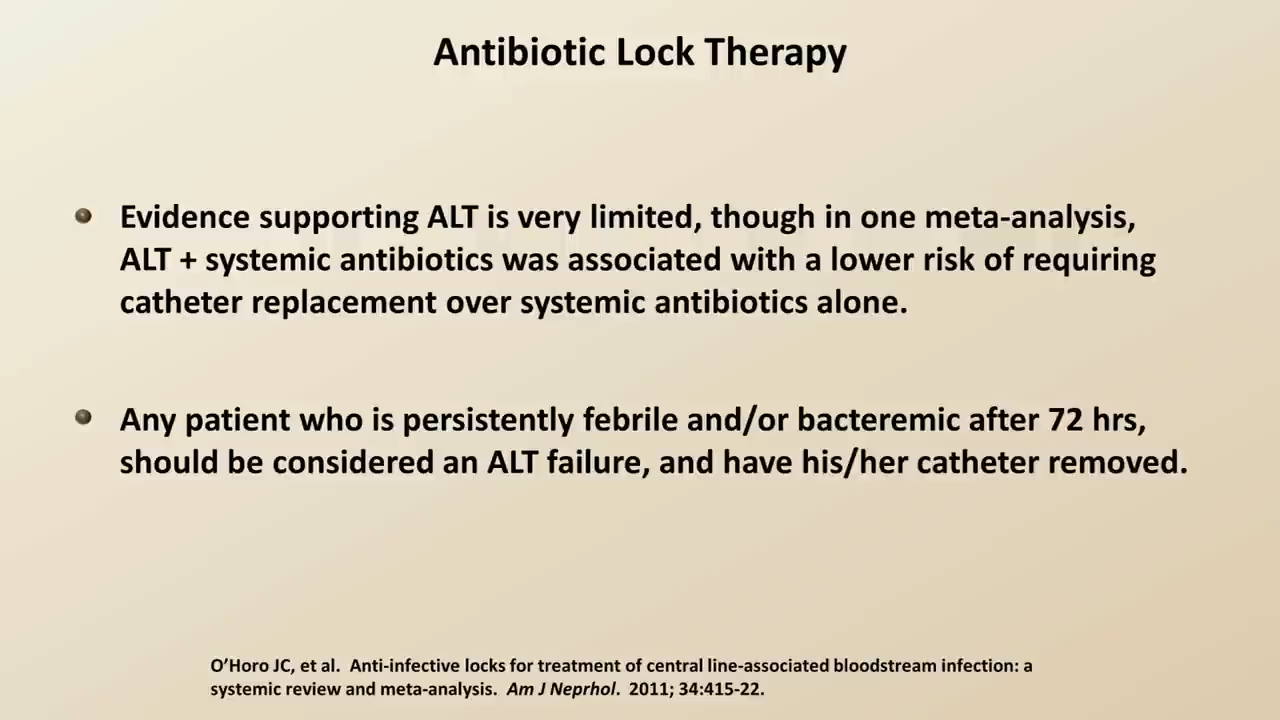 Antibiotic Lock Therapy
Evidence supporting ALT is very limited, though in one meta-analysis,
ALT + systemic antibiotics was associated with a lower risk of requiring
catheter replacement over systemic antibiotics alone.
Any patient who is persistently febrile and/or bacteremic after 72 hrs,
should be considered an ALT failure, and have his/her catheter removed.
O’Horo JC, et al.  Anti-infective locks for treatment of central line-associated bloodstream infection: a
systemic review and meta-analysis.  Am J Neprhol.  2011; 34:415-22.